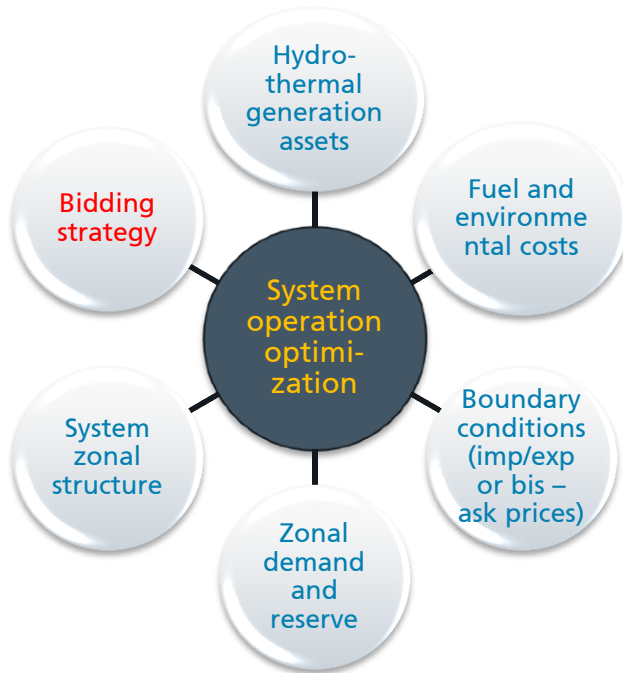 Hydro-
thermal
generation
assets
Fuel and
environme
ntal costs
Boundary
conditions
(imp/exp
or bis –
ask prices)
Zonal
demand
and
reserve
System
zonal
structure
Bidding
strategy
System
operation
optimi-
zation